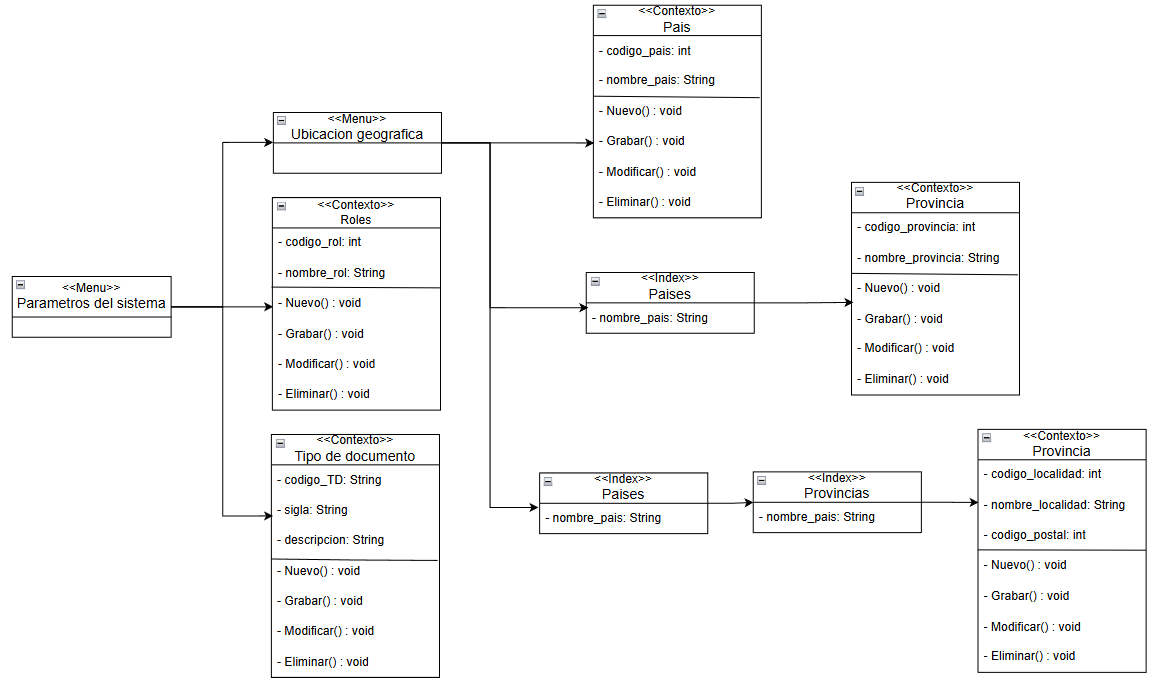 <<Menu>>
Parametros del sistema
<<Menu>>
Ubicacion geografica
<<Contexto>>
Roles
- codigo_rol: int
- nombre_rol: String
- Nuevo() : void
- Grabar() : void
- Modificar() : void
- Eliminar() : void
<<Contexto>>
Tipo de documento
- codigo_TD: String
- sigla: String
- descripcion: String
- Nuevo() : void
- Grabar() : void
- Modificar() : void
- Eliminar() : void
<<Contexto>>
Pais
- codigo_pais: int
- nombre_pais: String
- Nuevo() : void
- Grabar() : void
- Modificar() : void
- Eliminar() : void
<<Index>>
Paises
- nombre_pais: String
<<Contexto>>
Provincia
- codigo_provincia: int
- nombre_provincia: String
- Nuevo() : void
- Grabar() : void
- Modificar() : void
- Eliminar() : void
<<Index>>
Paises
- nombre_pais: String
<<Index>>
Provincias
- nombre_pais: String
<<Contexto>>
Provincia
- codigo_localidad: int
- nombre_localidad: String
- codigo_postal: int
- Nuevo() : void
- Grabar() : void
- Modificar() : void
- Eliminar() : void